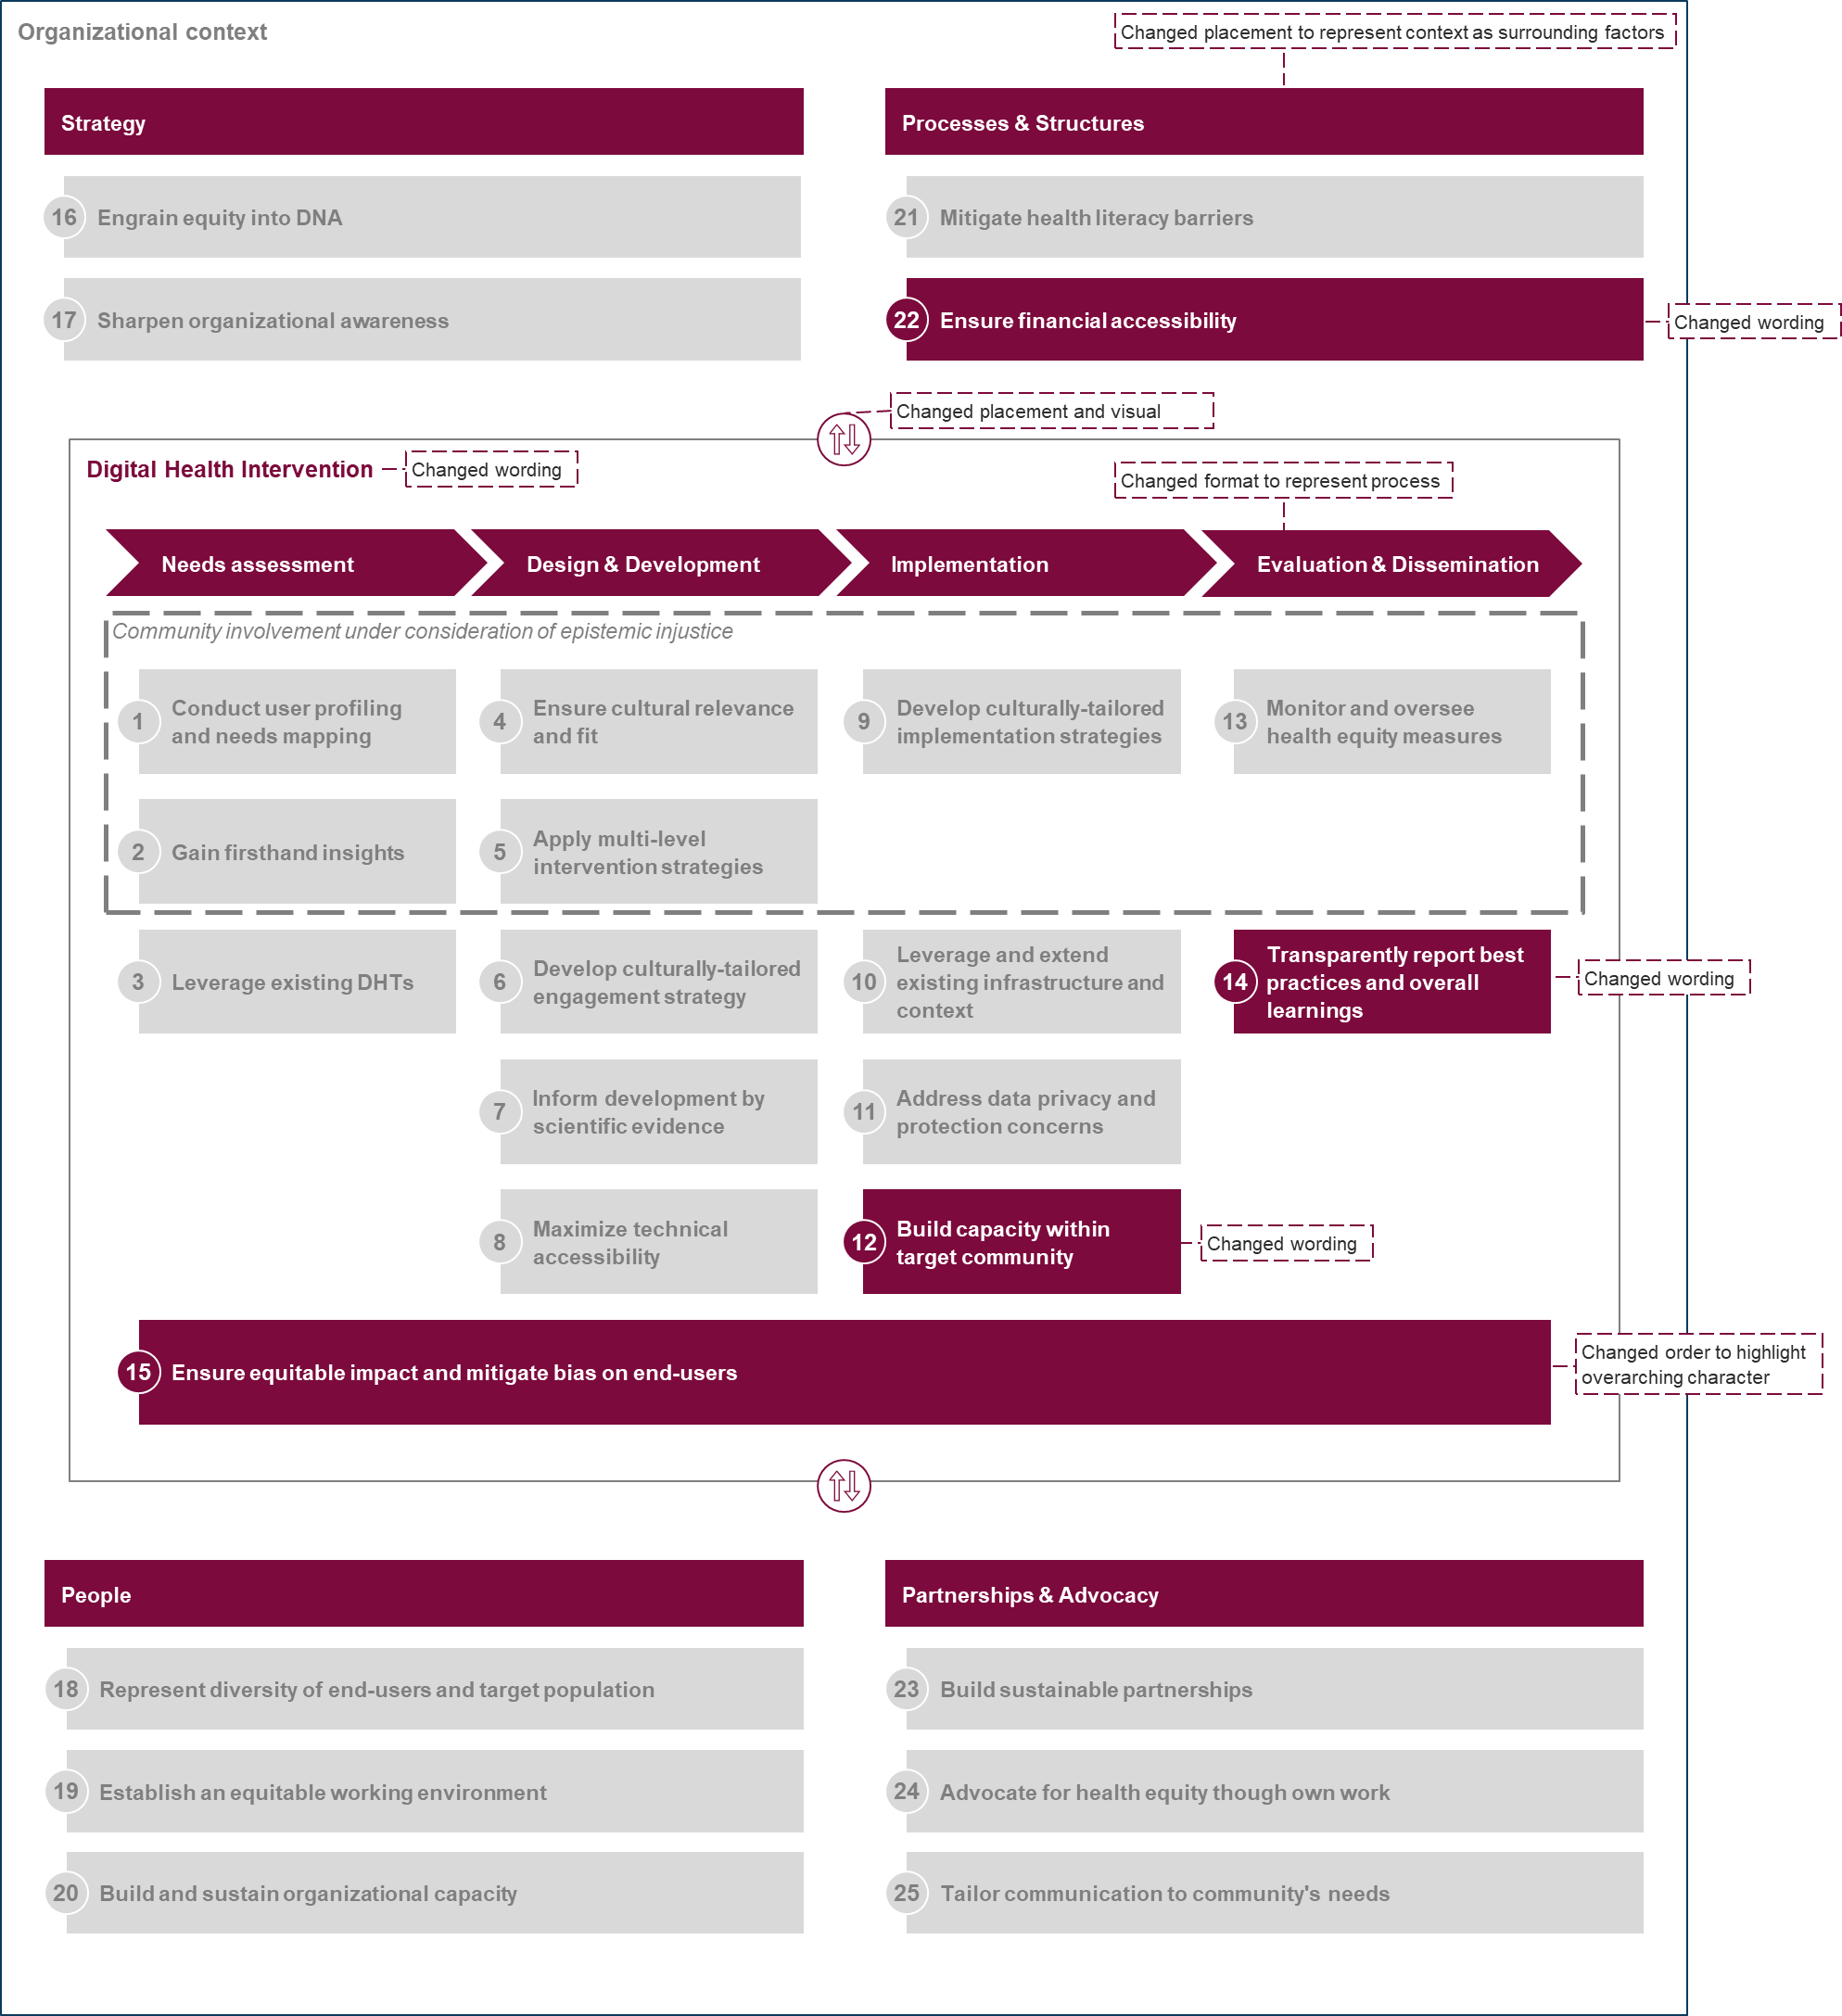 Organizational context
Changed placement to represent context as surrounding factors
Strategy
16 Engrain equity into DNA
17 Sharpen organizational awareness
Processes & Structures
21 Mitigate health literacy barriers
22 Ensure financial accessibility
Changed wording
Changed placement and visual
Digital Health Intervention
Changed wording
Changed format to represent process
Needs assessment
Design & Development
Implementation
Evaluation & Dissemination
Community involvement under consideration of epistemic injustice
1 Conduct user profiling
and needs mapping
4 Ensure cultural relevance
and fit
9 Develop culturally-tailored
implementation strategies
13 Monitor and oversee
health equity measures
2 Gain firsthand insights
5 Apply multi-level
intervention strategies
3 Leverage existing DHTs
6 Develop culturally-tailored
engagement strategy
10 Leverage and extend
existing infrastructure and
context
14 Transparently report best
practices and overall
learnings
Changed wording
7 Inform development by
scientific evidence
11 Address data privacy and
protection concerns
8 Maximize technical
accessibility
12 Build capacity within
target community
Changed wording
15 Ensure equitable impact and mitigate bias on end-users
Changed order to highlight
overarching character
People
18 Represent diversity of end-users and target population
19 Establish an equitable working environment
20 Build and sustain organizational capacity
Partnerships & Advocacy
23 Build sustainable partnerships
24 Advocate for health equity though own work
25 Tailor communication to community's needs